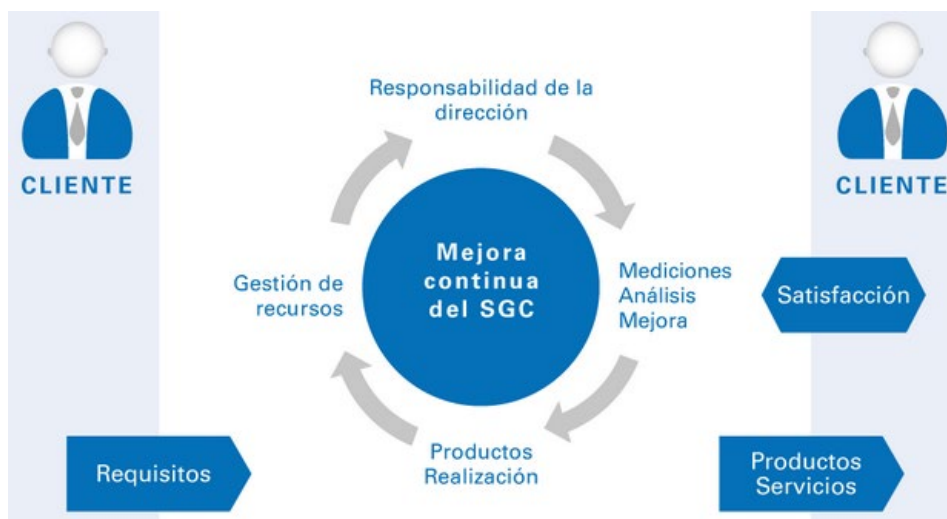 CLIENTE
Responsabilidad de la
dirección
CLIENTE
Gestión de
recursos
Mejora
continua
del SGC
Mediciones
Análisis
Mejora
Satisfacción
Requisitos
Productos
Realización
Productos
Servicios